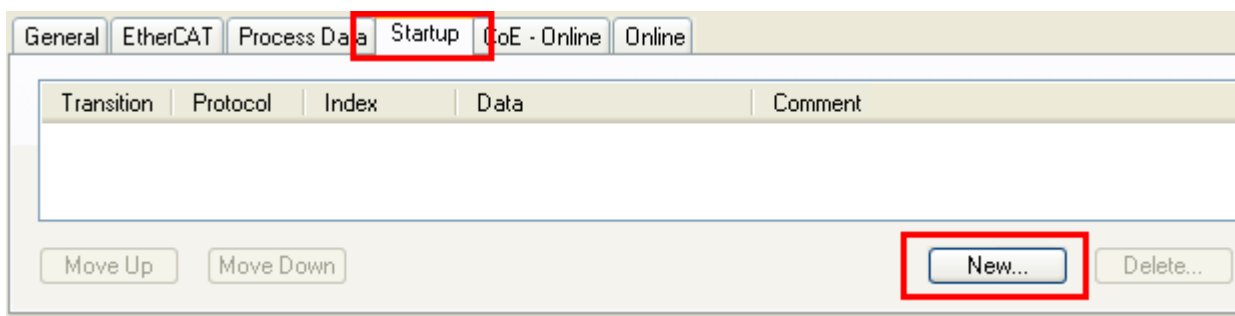 General EtherCAT Process Data Startup CoE - Online Online
Transition Protocol Index Data Comment
Move Up Move Down New... Delete...